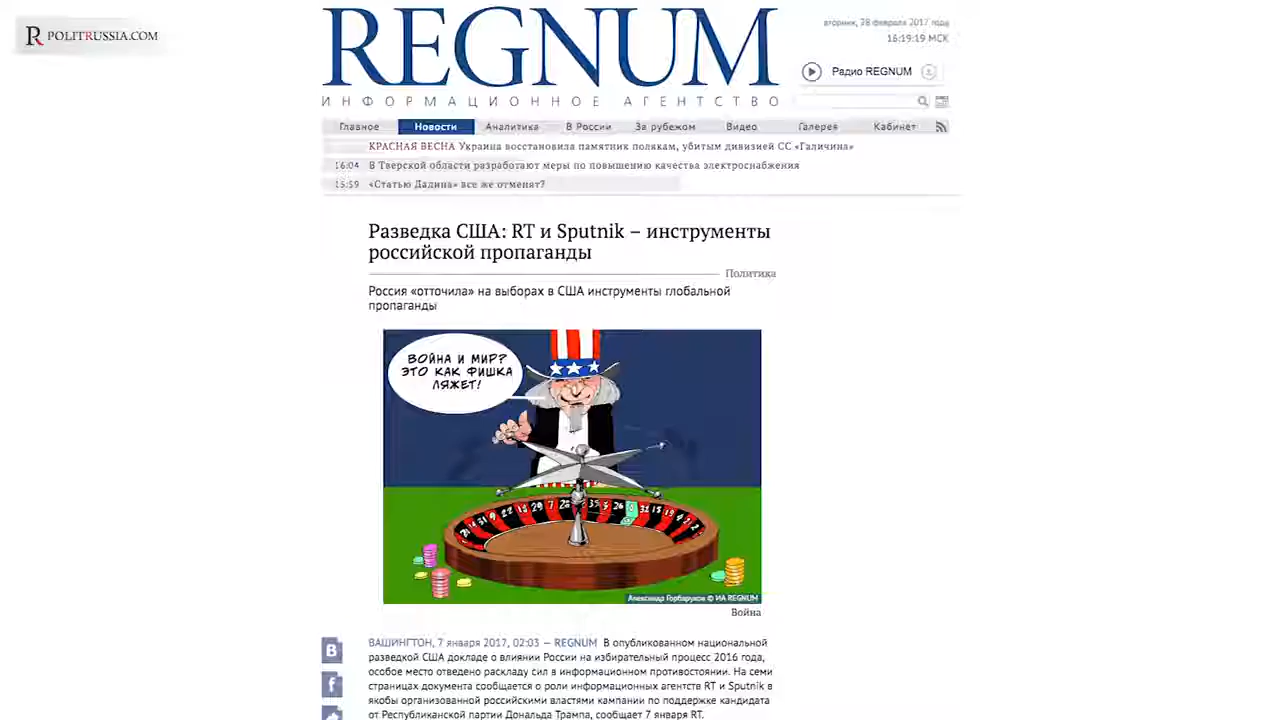 POLITRUSSIA.COM
REGNUM
ИНФОРМАЦИОННОЕ АГЕНТСТВО
вторник, 28 февраля 2017 года
16:19:19 МСК
Радио REGNUM
Главное Новости Аналитика В России За рубежом Видео Галерея Кабинет
КРАСНАЯ ВЕСНА Украина восстановила памятник полякам, убитым дивизией СС «Галичина»
16:04 В Тверской области разработают меры по повышению качества электроснабжения
15:59 «Статью Дадина» все же отменят?
Разведка США: RT и Sputnik – инструменты
российской пропаганды
Политика
Россия «отточила» на выборах в США инструменты глобальной
пропаганды
ВОЙНА И МИР?
ЭТО КАК ФИШКА
ЛЯЖЕТ!
Александр Горбаруков © ИА REGNUM
Война
ВАШИНГТОН, 7 января 2017, 02:03 — REGNUM В опубликованном национальной
разведкой США докладе о влиянии России на избирательный процесс 2016 года,
особое место отведено раскладу сил в информационном противостоянии. На семи
страницах документа сообщается о роли информационных агентств RT и Sputnik в
якобы организованной российскими властями кампании по поддержке кандидата
от Республиканской партии Дональда Трампа, сообщает 7 января RT.